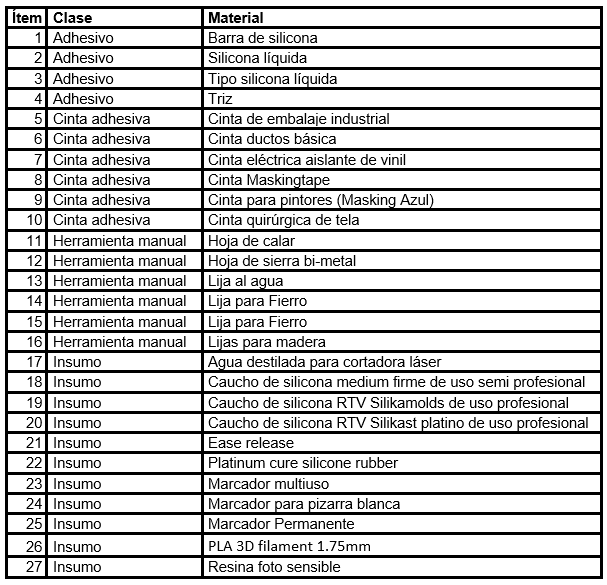 Ítem Clase Material
1 Adhesivo Barra de silicona
2 Adhesivo Silicona líquida
3 Adhesivo Tipo silicona líquida
4 Adhesivo Triz
5 Cinta adhesiva Cinta de embalaje industrial
6 Cinta adhesiva Cinta ductos básica
7 Cinta adhesiva Cinta eléctrica aislante de vinil
8 Cinta adhesiva Cinta Maskingtape
9 Cinta adhesiva Cinta para pintores (Masking Azul)
10 Cinta adhesiva Cinta quirúrgica de tela
11 Herramienta manual Hoja de calar
12 Herramienta manual Hoja de sierra bi-metal
13 Herramienta manual Lija al agua
14 Herramienta manual Lija para Fierro
15 Herramienta manual Lija para Fierro
16 Herramienta manual Lijas para madera
17 Insumo Agua destilada para cortadora láser
18 Insumo Caucho de silicona medium firme de uso semi profesional
19 Insumo Caucho de silicona RTV Silikamolds de uso profesional
20 Insumo Caucho de silicona RTV Silikast platino de uso profesional
21 Insumo Ease release
22 Insumo Platinum cure silicone rubber
23 Insumo Marcador multiuso
24 Insumo Marcador para pizarra blanca
25 Insumo Marcador Permanente
26 Insumo PLA 3D filament 1.75mm
27 Insumo Resina foto sensible